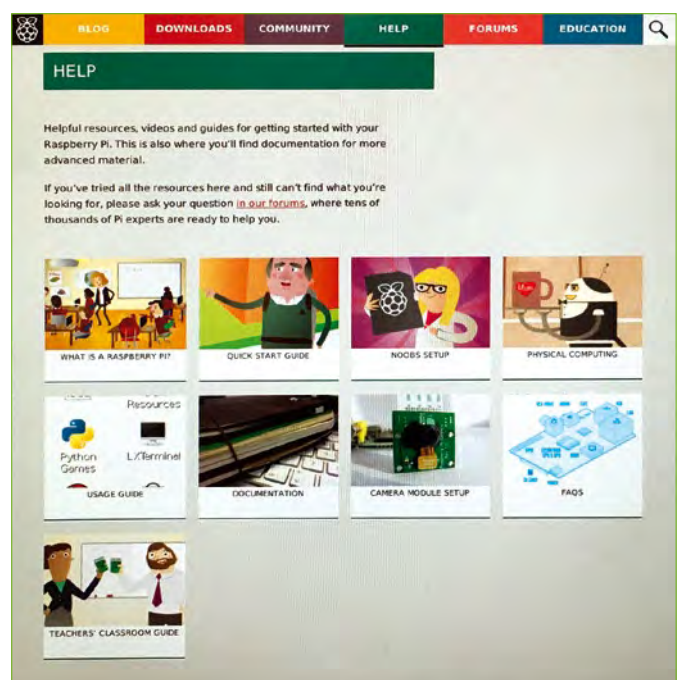 BLOG DOWNLOADS COMMUNITY HELP FORUMS EDUCATION
HELP
Helpful resources, videos and guides for getting started with your
Raspberry Pi. This is also where you'll find documentation for more
advanced material.
If you've tried all the resources here and still can't find what you're
looking for, please ask your question in our forums, where tens of
thousands of Pi experts are ready to help you.
Mum
WHAT IS A RASPBERRY PI? QUICK START GUIDE NOOBS SETUP PHYSICAL COMPUTING
Resources
Python LXTerminal
Games
USAGE GUIDE DOCUMENTATION CAMERA MODULE SETUP FAQS
TEACHERS' CLASSROOM GUIDE